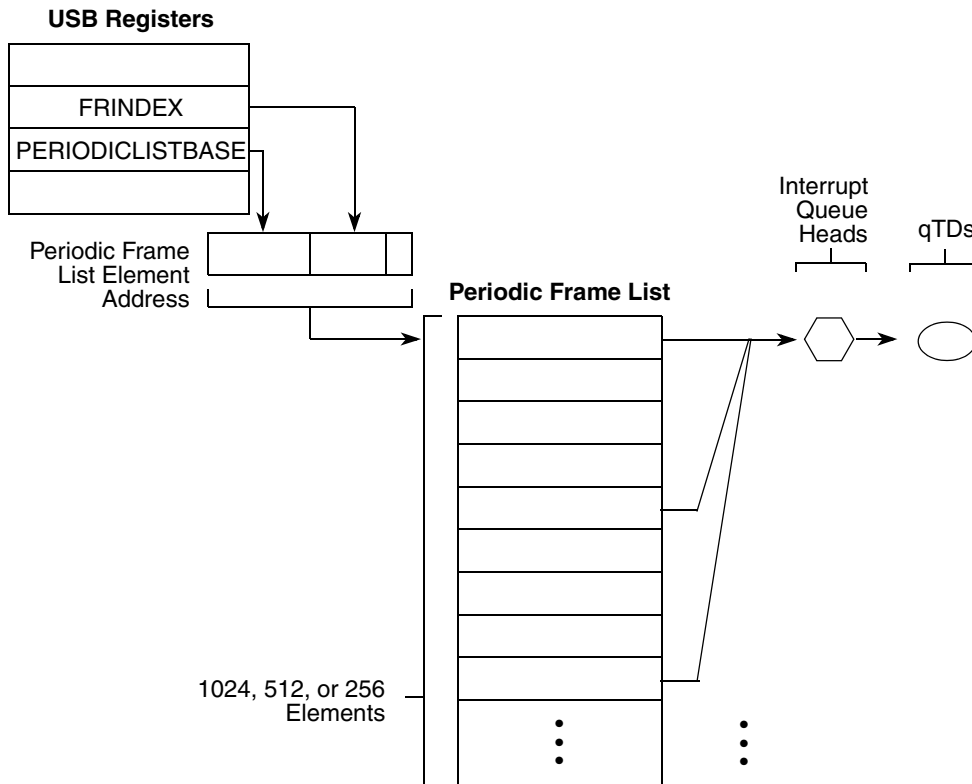 USB Registers
FRINDEX
PERIODICLISTBASE
Interrupt
Queue
Heads
qTDs
Periodic Frame
List Element
Address
Periodic Frame List
1024, 512, or 256
Elements